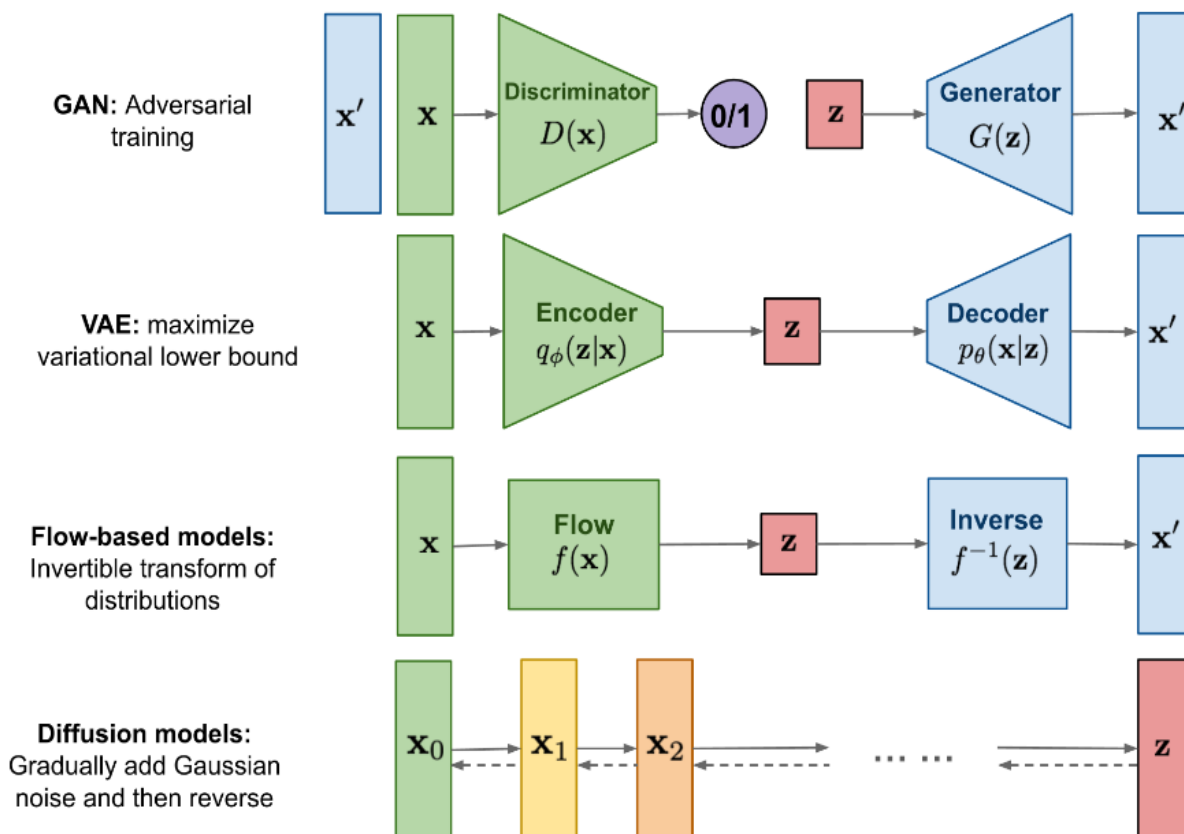 GAN: Adversarial
training
x′
x
Discriminator
D(x)
0/1
z
Generator
G(z)
x′
VAE: maximize
variational lower bound
x
Encoder
qϕ(z|x)
z
Decoder
pθ(x|z)
x′
Flow-based models:
Invertible transform of
distributions
x
Flow
f(x)
z
Inverse
f⁻¹(z)
x′
Diffusion models:
Gradually add Gaussian
noise and then reverse
x₀
x₁
x₂
... ...
z